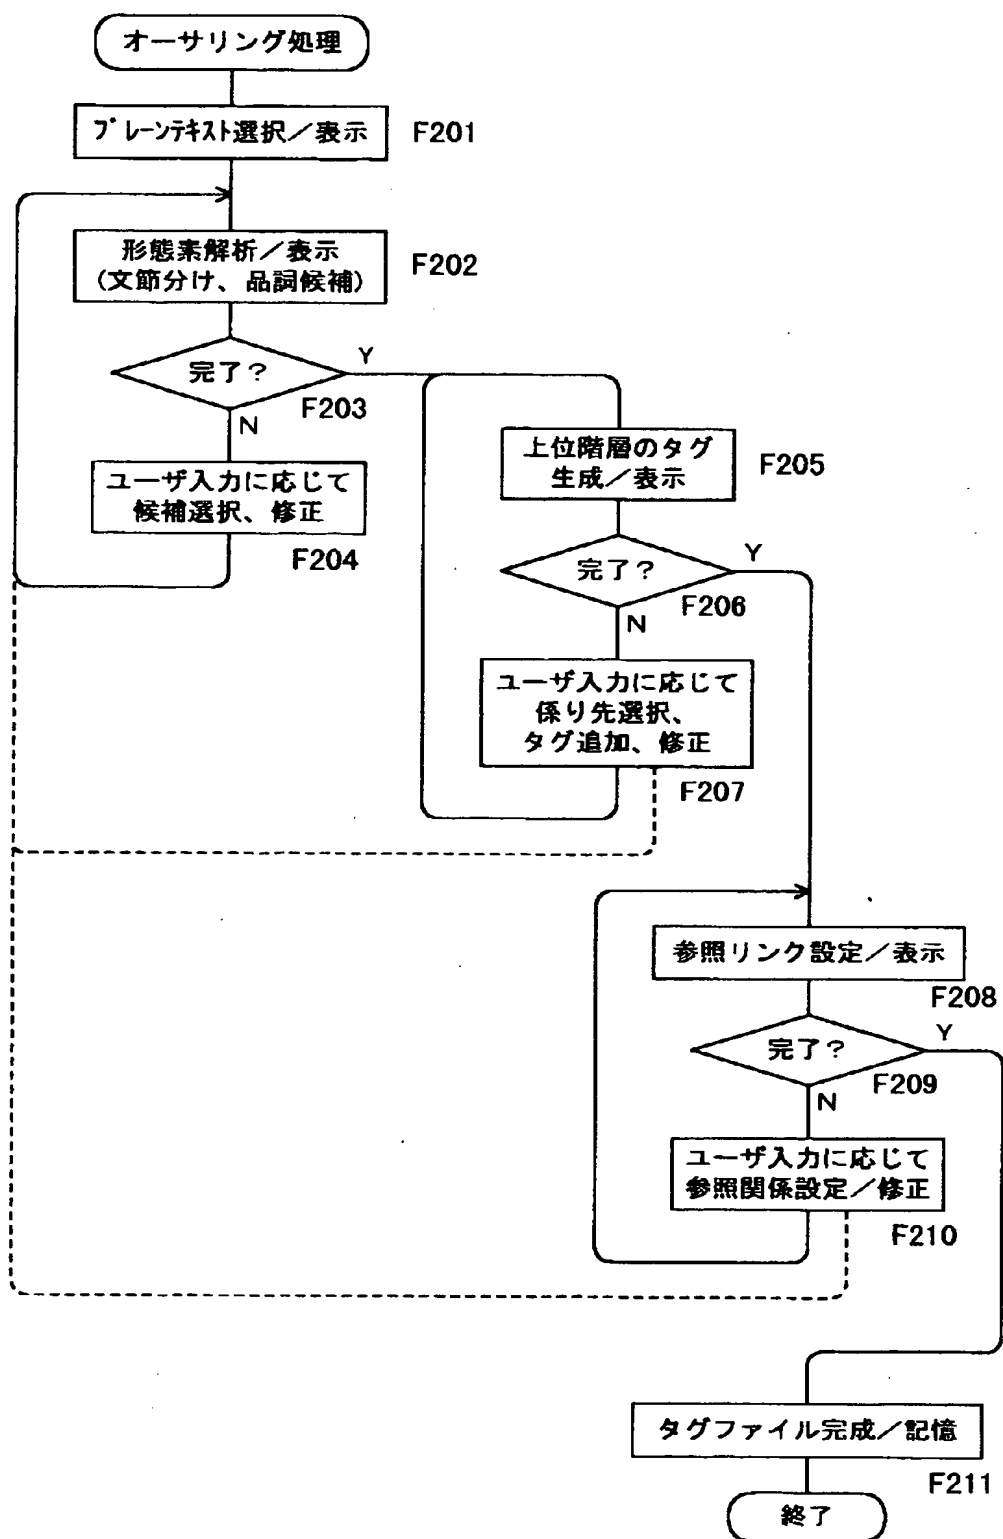 オーサリング処理
プレーンテキスト選択／表示
F201
形態素解析／表示
(文節分け、品詞候補)
F202
完了？
Y
F203
N
ユーザ入力に応じて
候補選択、修正
F204
上位階層のタグ
生成／表示
F205
完了？
Y
F206
N
ユーザ入力に応じて
係り先選択、
タグ追加、修正
F207
参照リンク設定／表示
F208
完了？
Y
F209
N
ユーザ入力に応じて
参照関係設定／修正
F210
タグファイル完成／記憶
F211
終了